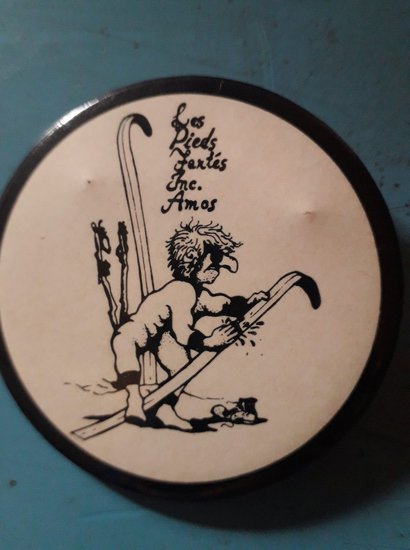 Les
Pieds
Fartés
Inc.
Amos